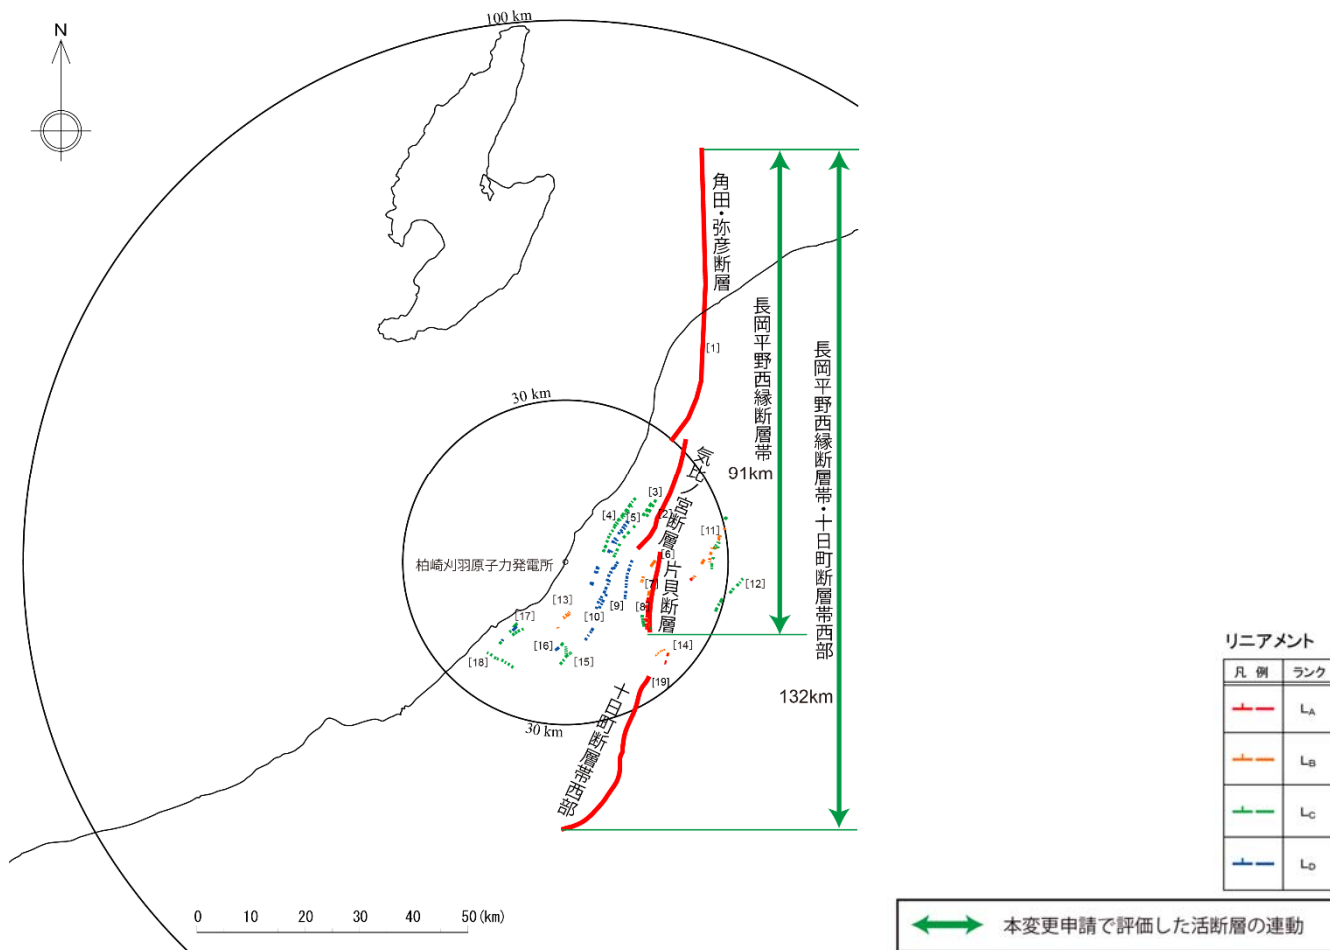 100 km
N
角田・弥彦断層
長岡平野西縁断層帯
91km
長岡平野西縁断層帯・十日町断層帯西部
132km
[1]
30 km
気比ノ宮断層
[3]
[4]
[5]
[2]
[11]
柏崎刈羽原子力発電所
[6]
片貝断層
[7]
[12]
[9]
[8]
[13]
[10]
[17]
[16]
[14]
[18]
[15]
[19]
30 km
十日町断層帯西部
0 10 20 30 40 50(km)
リニアメント
凡 例 ランク
LA
LB
LC
LD
本変更申請で評価した活断層の連動